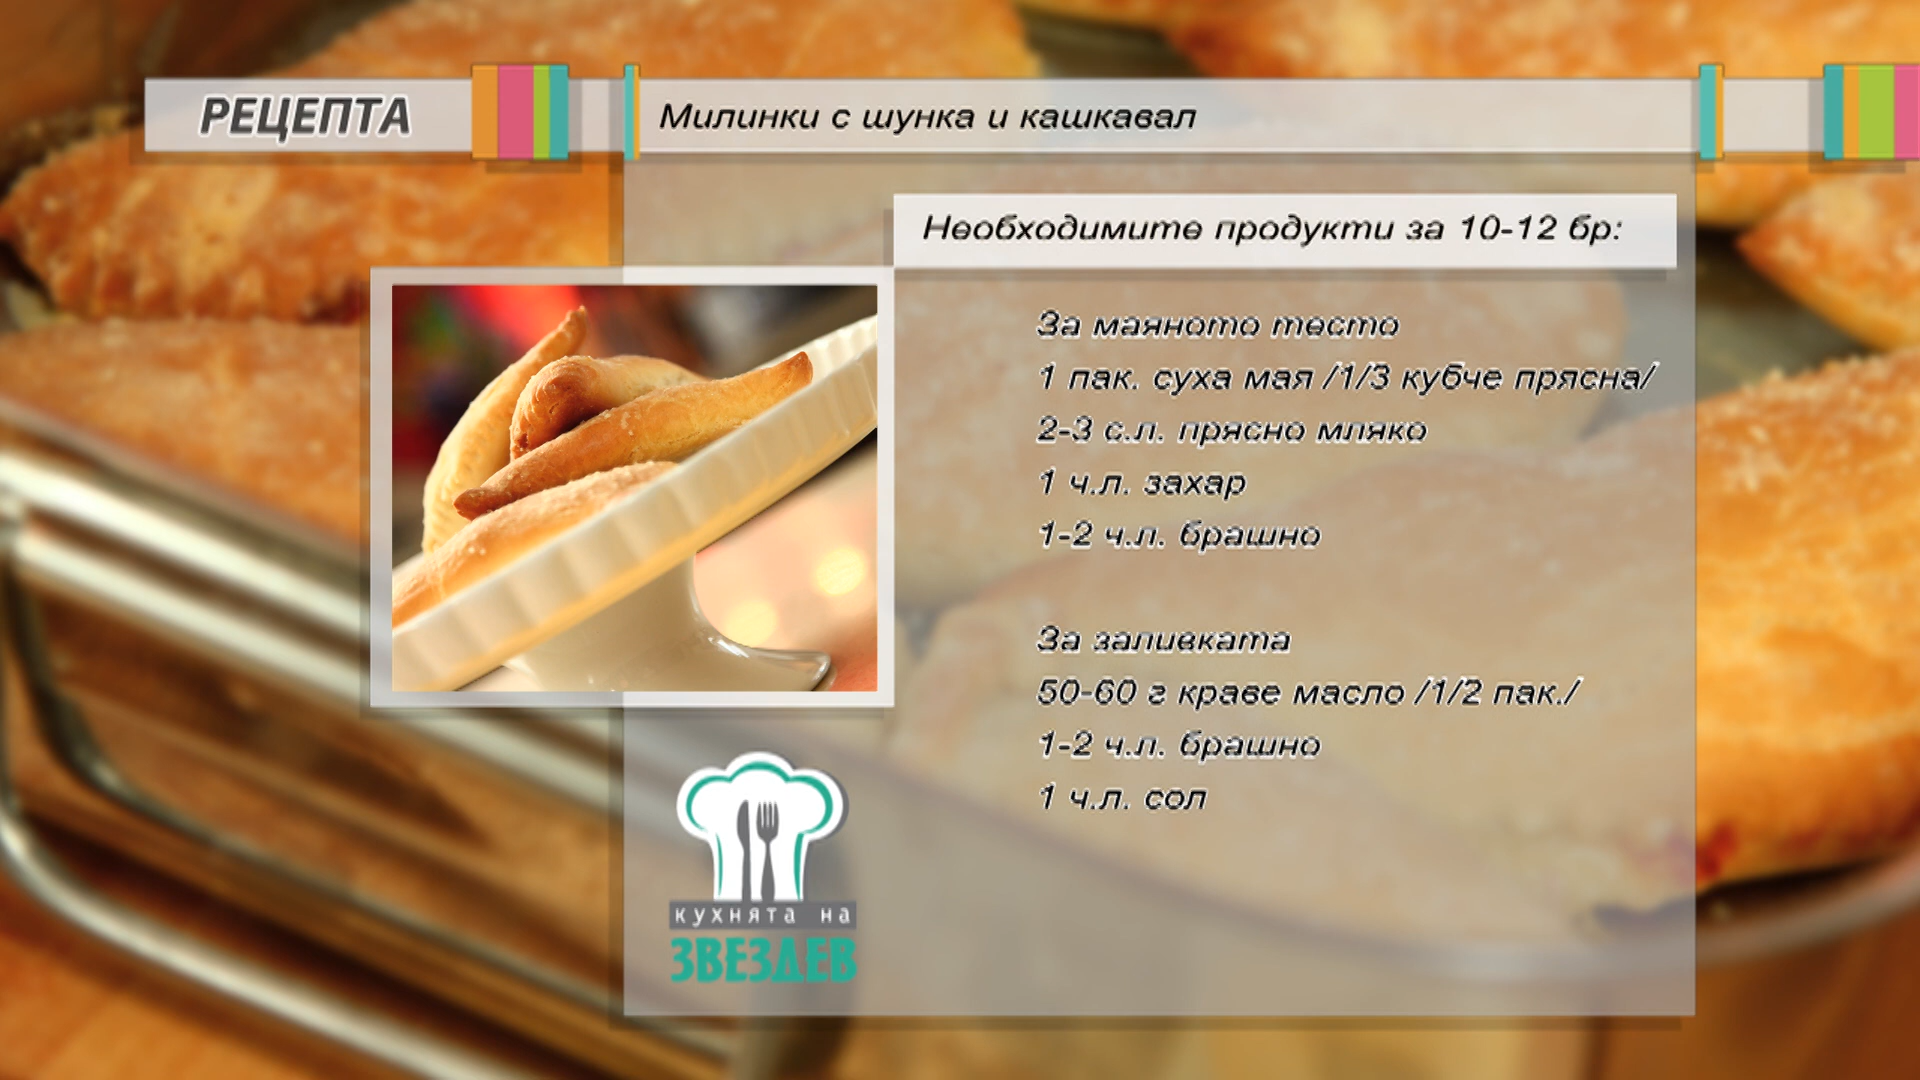 РЕЦЕПТА
Милинки с шунка и кашкавал
Необходимите продукти за 10-12 бр:
За маяното тесто
1 пак. суха мая /1/3 кубче прясна/
2-3 с.л. прясно мляко
1 ч.л. захар
1-2 ч.л. брашно
За заливката
50-60 г краве масло /1/2 пак./
1-2 ч.л. брашно
1 ч.л. сол
кухнята на
ЗВЕЗДЕВ